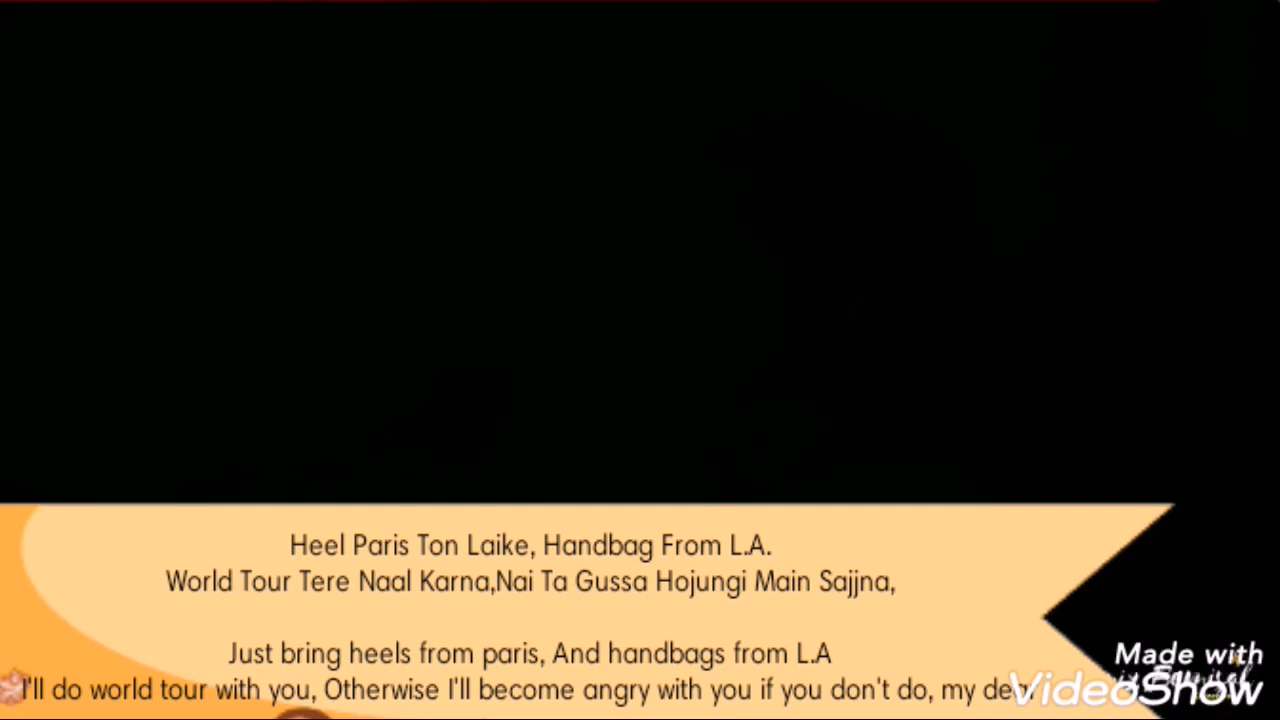 Heel Paris Ton Laike, Handbag From L.A.
World Tour Tere Naal Karna,Nai Ta Gussa Hojungi Main Sajjna,
Just bring heels from paris, And handbags from L.A
I'll do world tour with you, Otherwise I'll become angry with you if you don't do, my
Made with
VideoShow